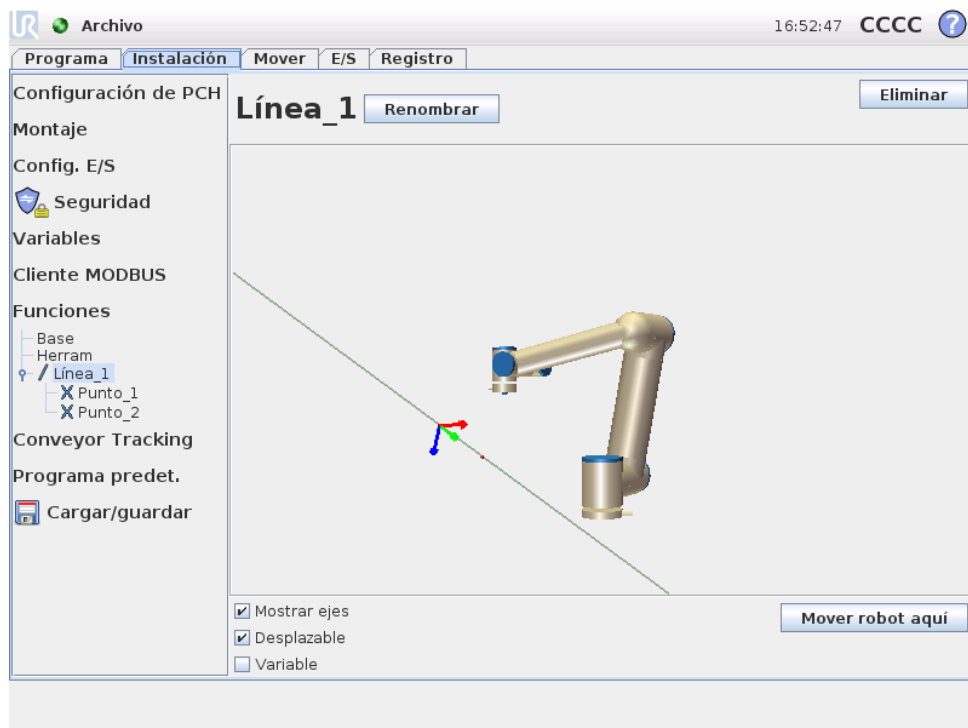 UR Archivo 16:52:47 CCCC ?
Programa Instalación Mover E/S Registro
Configuración de PCH
Montaje
Config. E/S
Seguridad
Variables
Cliente MODBUS
Funciones
Base
Herram
Línea_1
Punto_1
Punto_2
Conveyor Tracking
Programa predet.
Cargar/guardar
Línea_1 Renombrar Eliminar
Mostrar ejes
Desplazable
Variable
Mover robot aquí